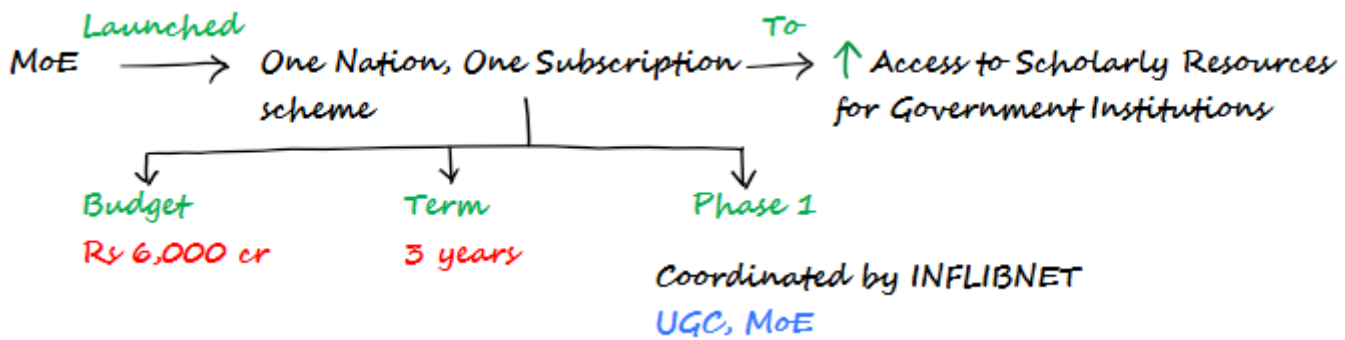 Launched
To
MoE → One Nation, One Subscription → ↑ Access to Scholarly Resources
scheme
for Government Institutions
Budget
Term
Phase 1
Rs 6,000 cr
3 years
Coordinated by INFLIBNET
UGC, MoE